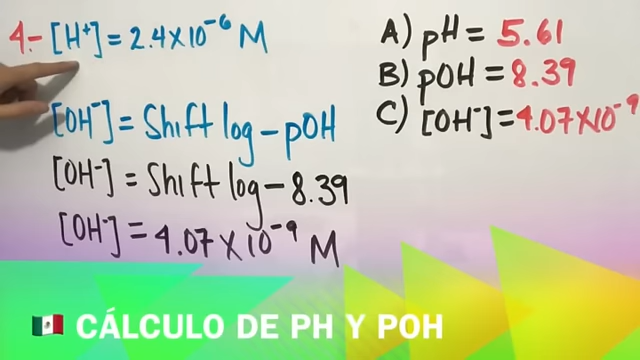 4.- [H⁺] = 2.4×10⁻⁶ M
[OH⁻] = Shift log - pOH
[OH⁻] = Shift log - 8.39
[OH⁻] = 4.07 × 10⁻⁹ M
A) pH = 5.61
B) pOH = 8.39
C) [OH⁻] = 4.07×10⁻⁹
CÁLCULO DE PH Y POH